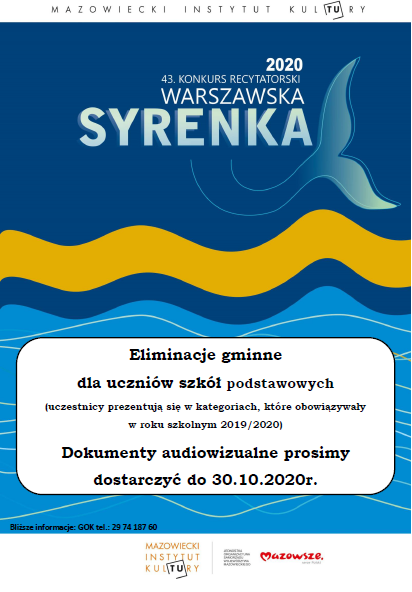 MAZOWIECKI INSTYTUT KULTURY
2020
43. KONKURS RECYTATORSKI
WARSZAWSKA
SYRENKA
Eliminacje gminne
dla uczniów szkół podstawowych
(uczestnicy prezentują się w kategoriach, które obowiązywały
w roku szkolnym 2019/2020)
Dokumenty audiowizualne prosimy
dostarczyć do 30.10.2020r.
Bliższe informacje: GOK tel.: 29 74 187 60
MAZOWIECKI
INSTYTUT
KULTURY
Mazowsze.